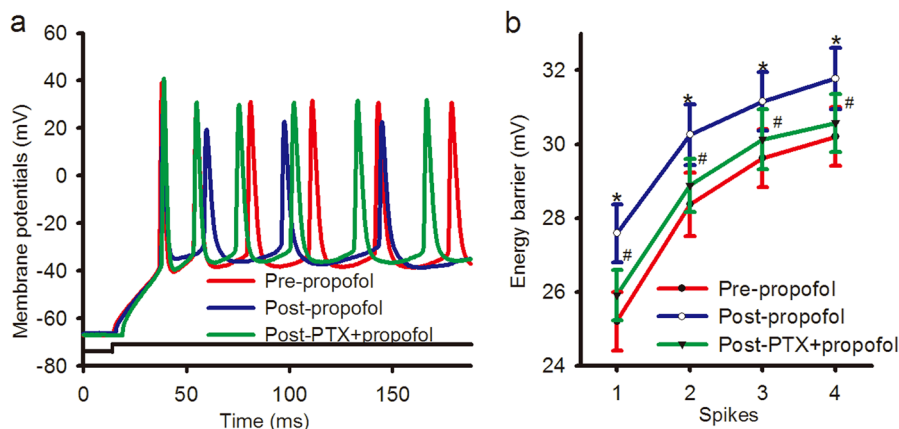 a
Membrane potentials (mV)
60
40
20
0
-20
-40
-60
-80
Pre-propofol
Post-propofol
Post-PTX+propofol
0
50
100
150
Time (ms)
b
Energy barrier (mV)
32
30
28
26
24
*
*
*
*
#
#
#
#
Pre-propofol
Post-propofol
Post-PTX+propofol
1
2
3
4
Spikes